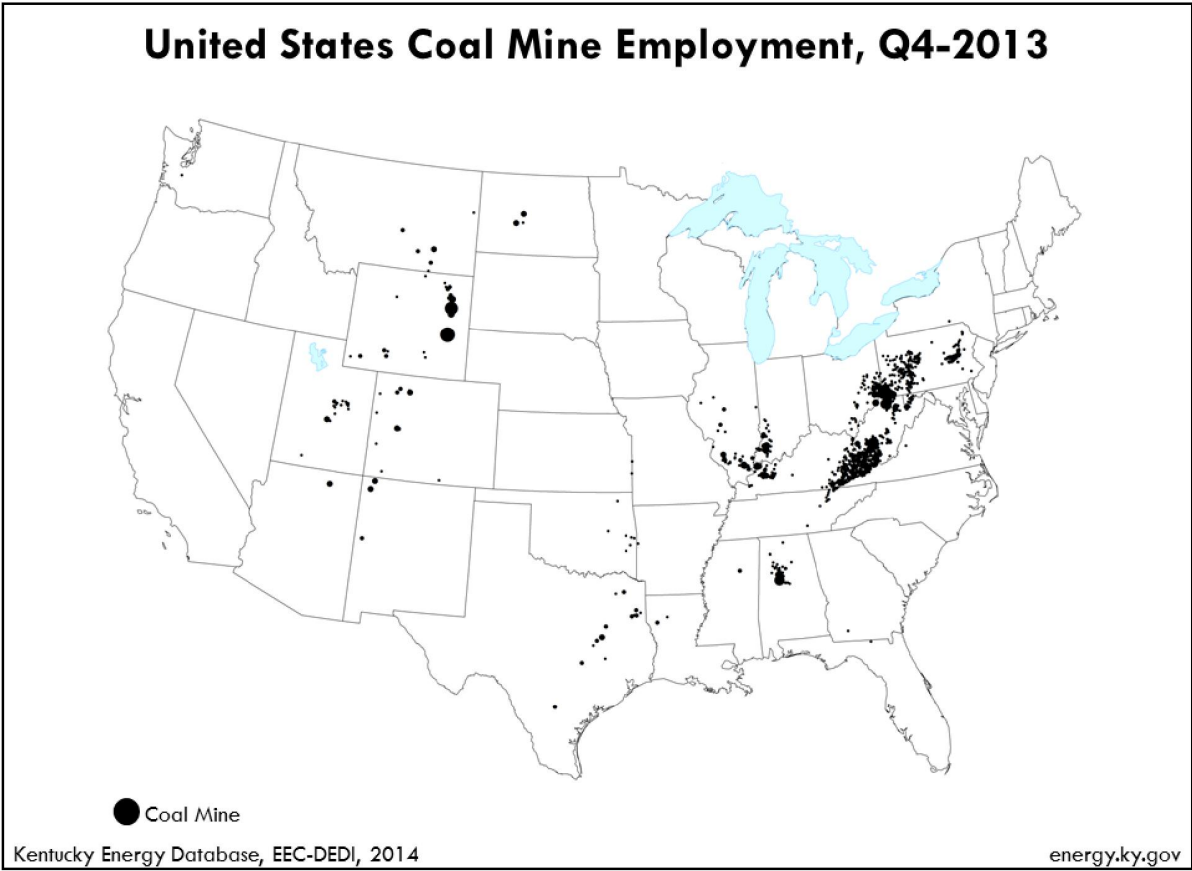 United States Coal Mine Employment, Q4-2013
Coal Mine
Kentucky Energy Database, EEC-DEDI, 2014
energy.ky.gov